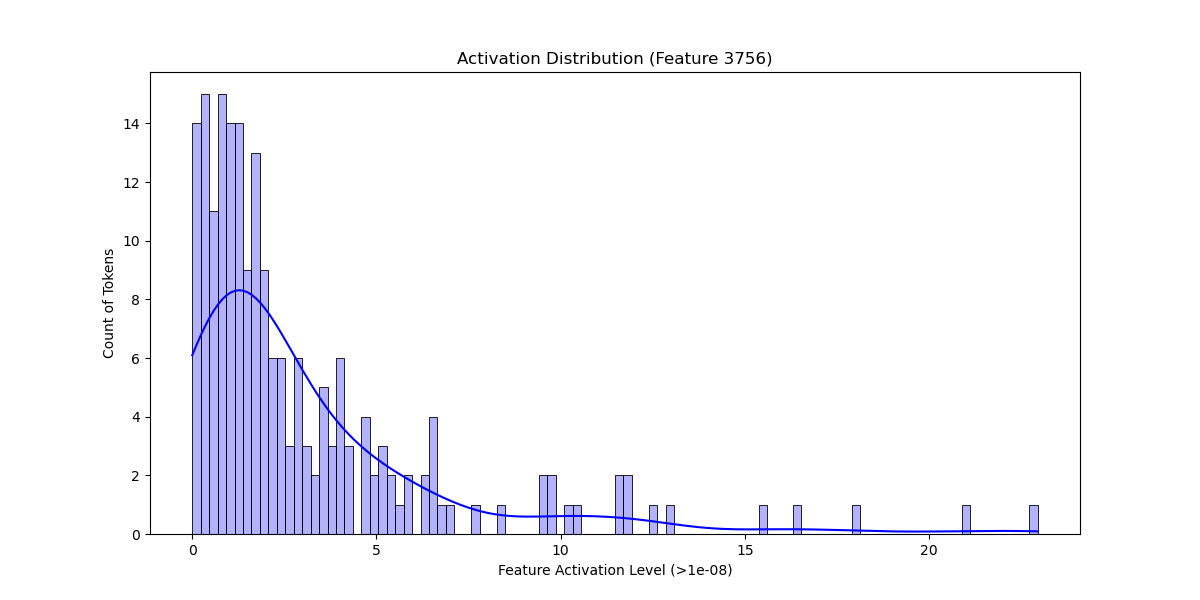 Activation Distribution (Feature 3756)
14
12
10
8
6
4
2
0
Count of Tokens
0 5 10 15 20
Feature Activation Level (>1e-08)